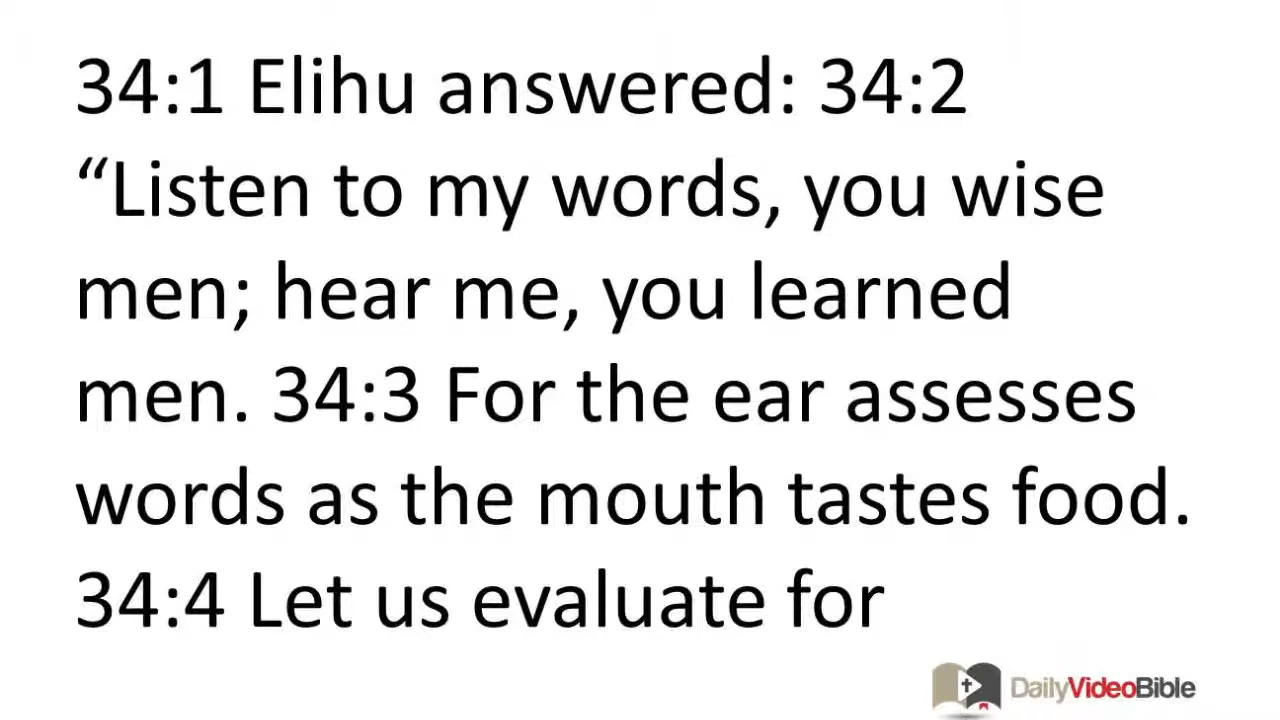 34:1 Elihu answered: 34:2
“Listen to my words, you wise
men; hear me, you learned
men. 34:3 For the ear assesses
words as the mouth tastes food.
34:4 Let us evaluate for
DailyVideoBible